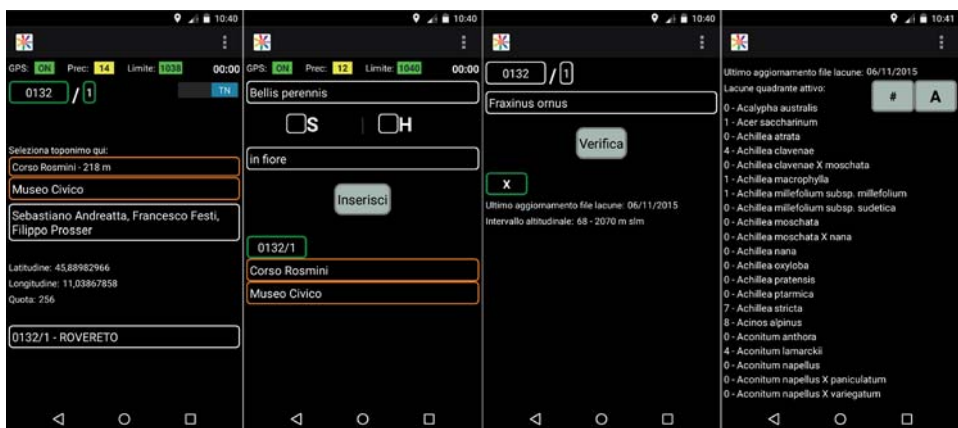 10:40
GPS: ON Prec: 14 Limite: 1038 00:00
0132 / 1 TN
Seleziona toponimo qui:
Corso Rosmini - 218 m
Museo Civico
Sebastiano Andreatta, Francesco Festi,
Filippo Prosser
Latitudine: 45,88982966
Longitudine: 11,03867858
Quota: 256
0132/1 - ROVERETO
10:40
GPS: ON Prec: 12 Limite: 1040 00:00
Bellis perennis
S H
in fiore
Inserisci
0132/1
Corso Rosmini
Museo Civico
10:40
0132 / 1
Fraxinus ornus
Verifica
X
Ultimo aggiornamento file lacune: 06/11/2015
Intervallo altitudinale: 68 - 2070 m slm
10:41
Ultimo aggiornamento file lacune: 06/11/2015
Lacune quadrante attivo:
# A
0 - Acalypha australis
1 - Acer saccharinum
0 - Achillea atrata
4 - Achillea clavenae
0 - Achillea clavenae X moschata
1 - Achillea macrophylla
1 - Achillea millefolium subsp. millefolium
0 - Achillea millefolium subsp. sudetica
0 - Achillea moschata
0 - Achillea moschata X nana
0 - Achillea nana
0 - Achillea oxyloba
0 - Achillea pratensis
0 - Achillea ptarmica
7 - Achillea stricta
8 - Acinos alpinus
0 - Aconitum anthora
4 - Aconitum lamarckii
0 - Aconitum napellus
0 - Aconitum napellus X paniculatum
0 - Aconitum napellus X variegatum